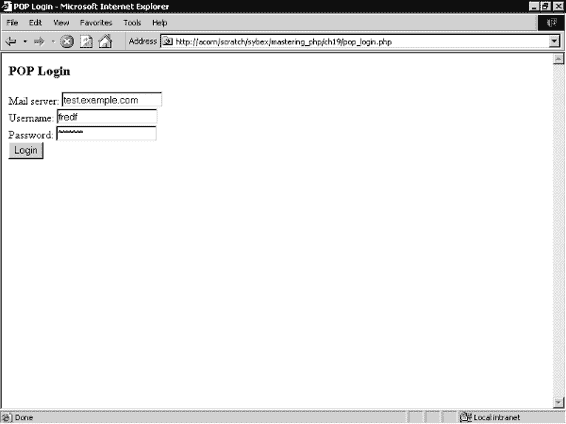 POP Login - Microsoft Internet Explorer
File Edit View Favorites Tools Help
Address http://acorn/scratch/sybex/mastering_php/ch19/pop_login.php
POP Login
Mail server: test.example.com
Username: fredf
Password: *******
Login
Done Local intranet